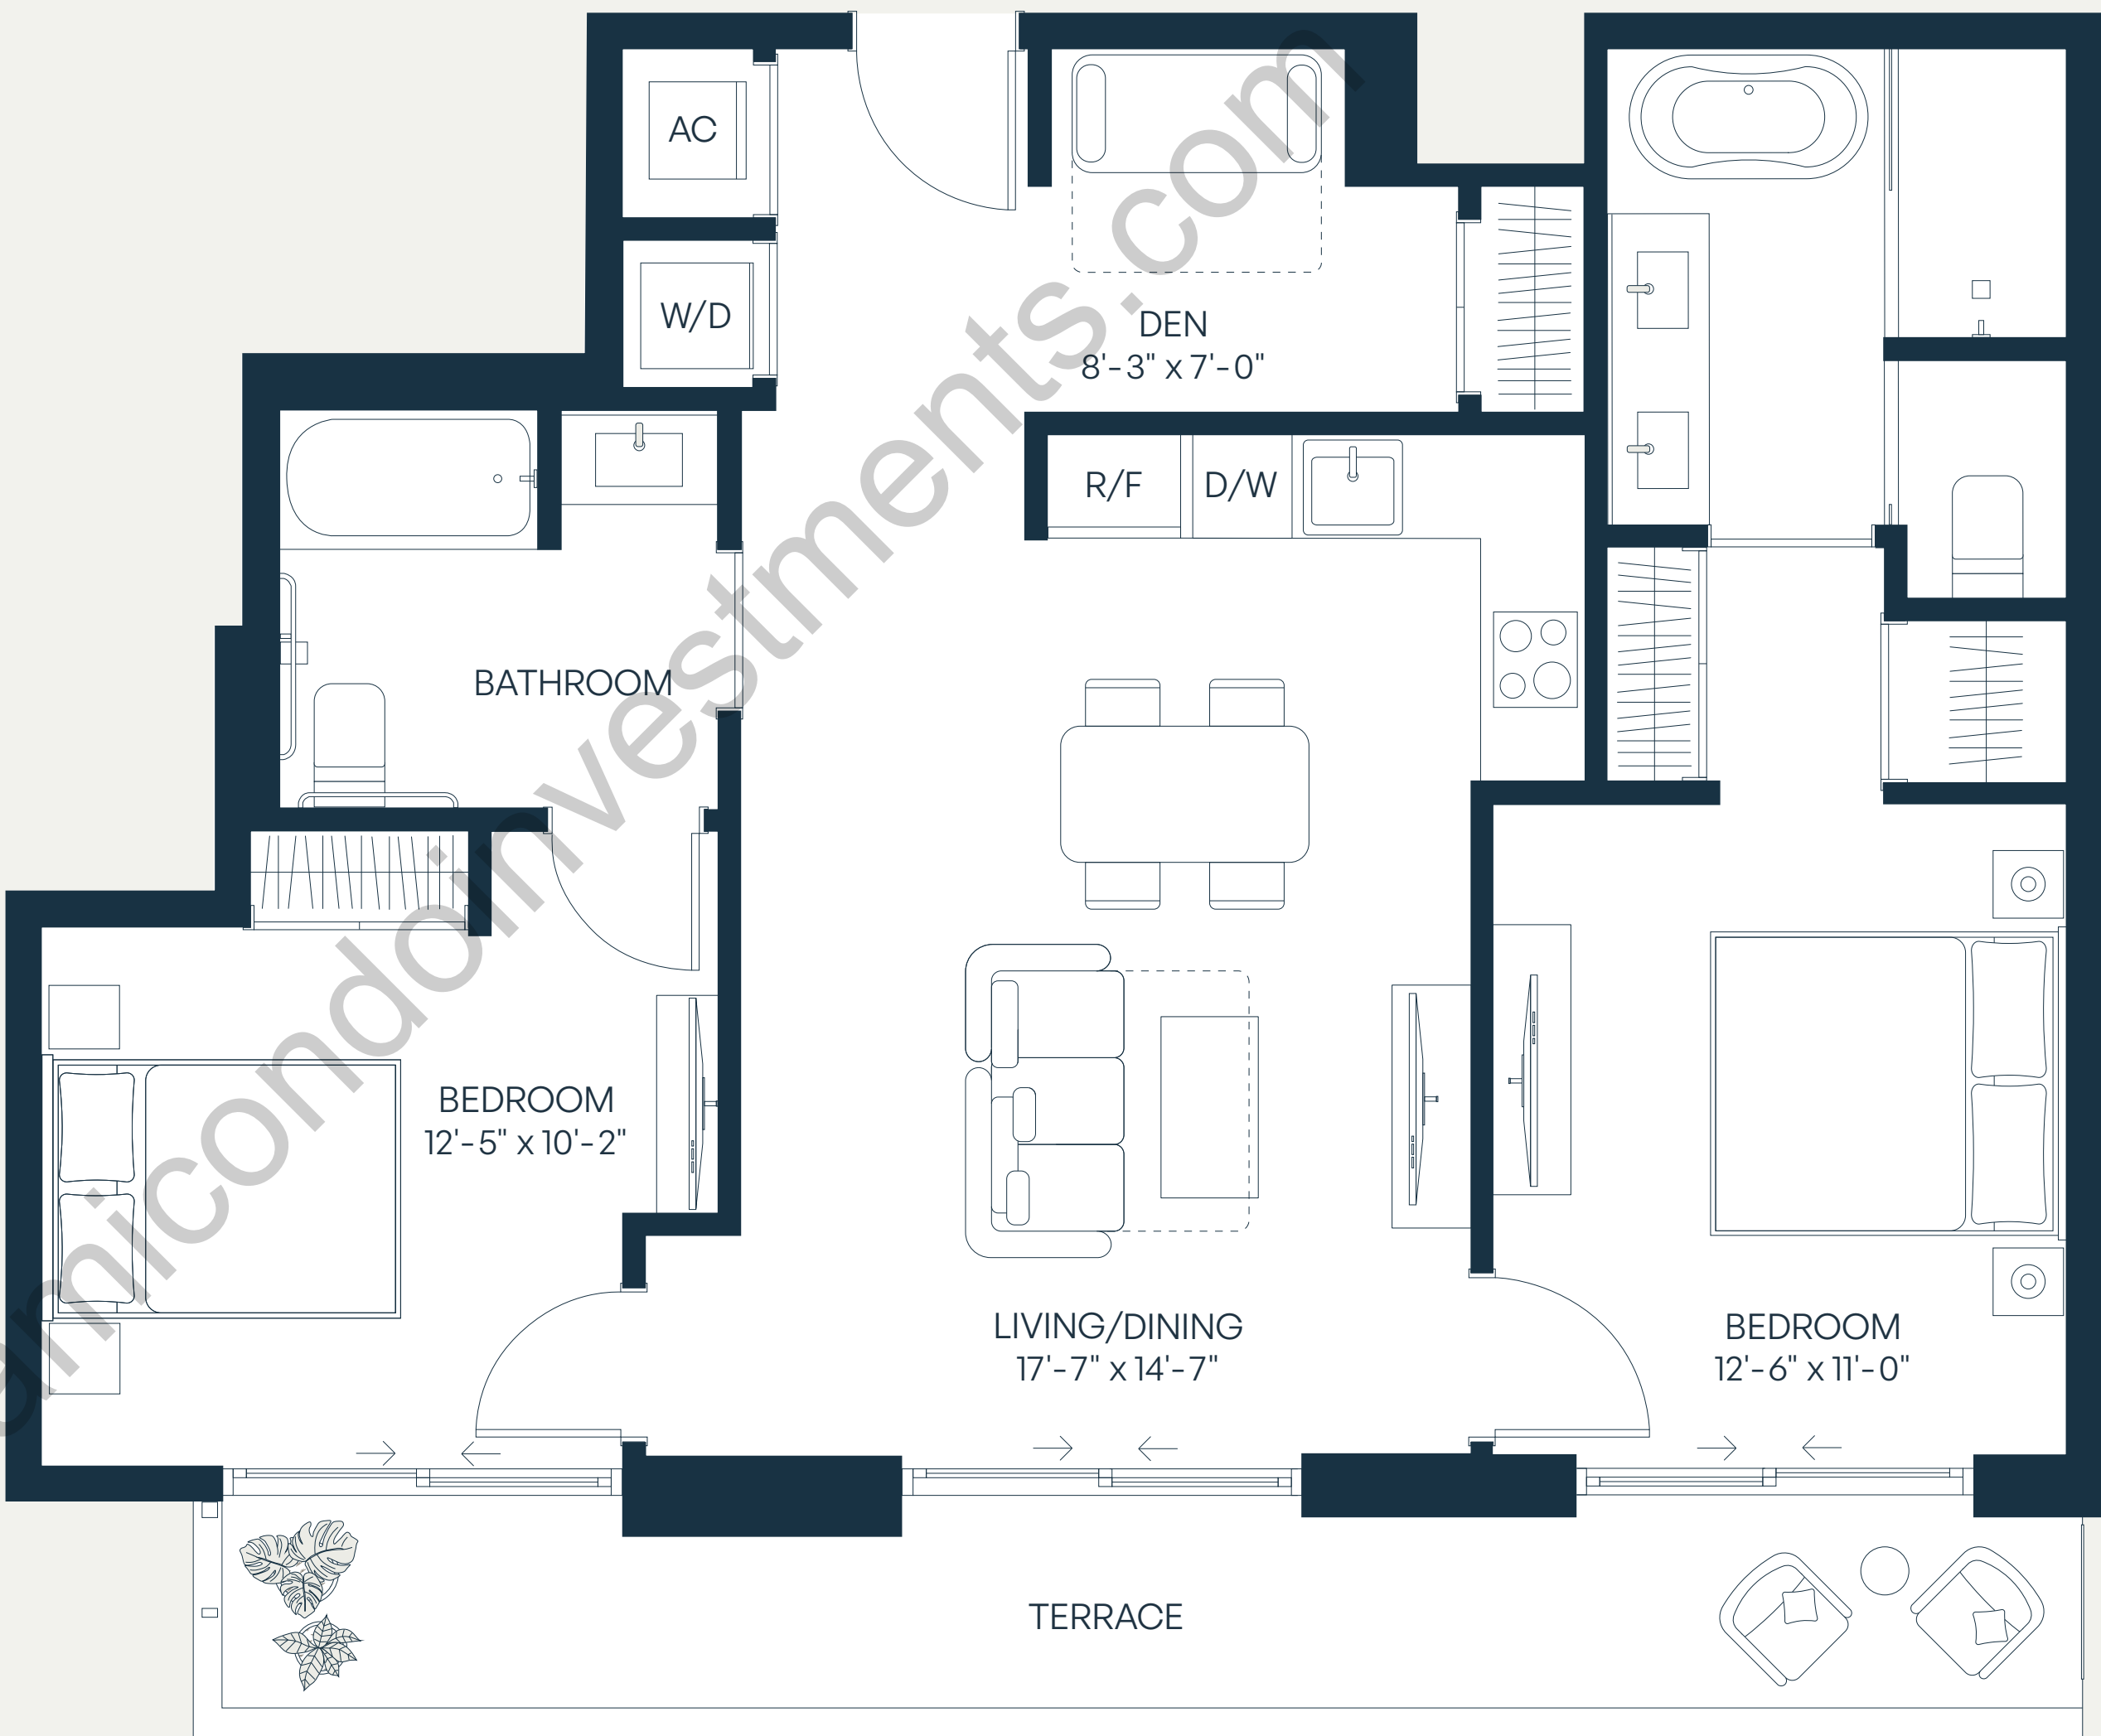 AC
W/D
DEN
8'-3" x 7'-0"
R/F
D/W
BATHROOM
BEDROOM
12'-5" x 10'-2"
LIVING/DINING
17'-7" x 14'-7"
BEDROOM
12'-6" x 11'-0"
TERRACE
amicondoinvestments.com